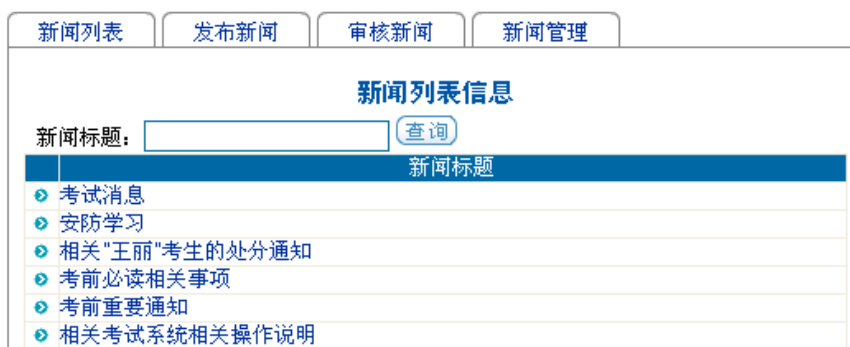 新闻列表 发布新闻 审核新闻 新闻管理
新闻列表信息
新闻标题： 查询
新闻标题
考试消息
安防学习
相关"王丽"考生的处分通知
考前必读相关事项
考前重要通知
相关考试系统相关操作说明